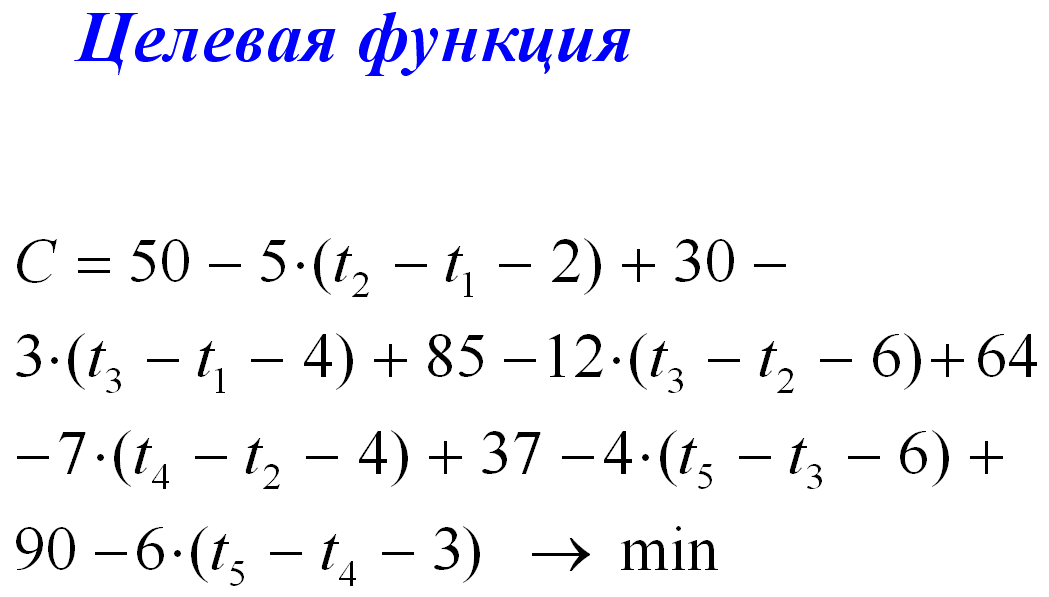 Целевая функция
C = 50 − 5·(t₂ − t₁ − 2) + 30 −
3·(t₃ − t₁ − 4) + 85 − 12·(t₃ − t₂ − 6) + 64
− 7·(t₄ − t₂ − 4) + 37 − 4·(t₅ − t₃ − 6) +
90 − 6·(t₅ − t₄ − 3) → min